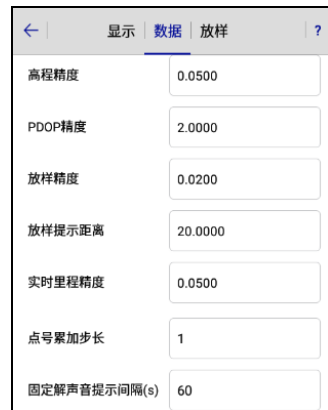 ← 显示 数据 放样 ?
高程精度 0.0500
PDOP精度 2.0000
放样精度 0.0200
放样提示距离 20.0000
实时里程精度 0.0500
点号累加步长 1
固定解声音提示间隔(s) 60